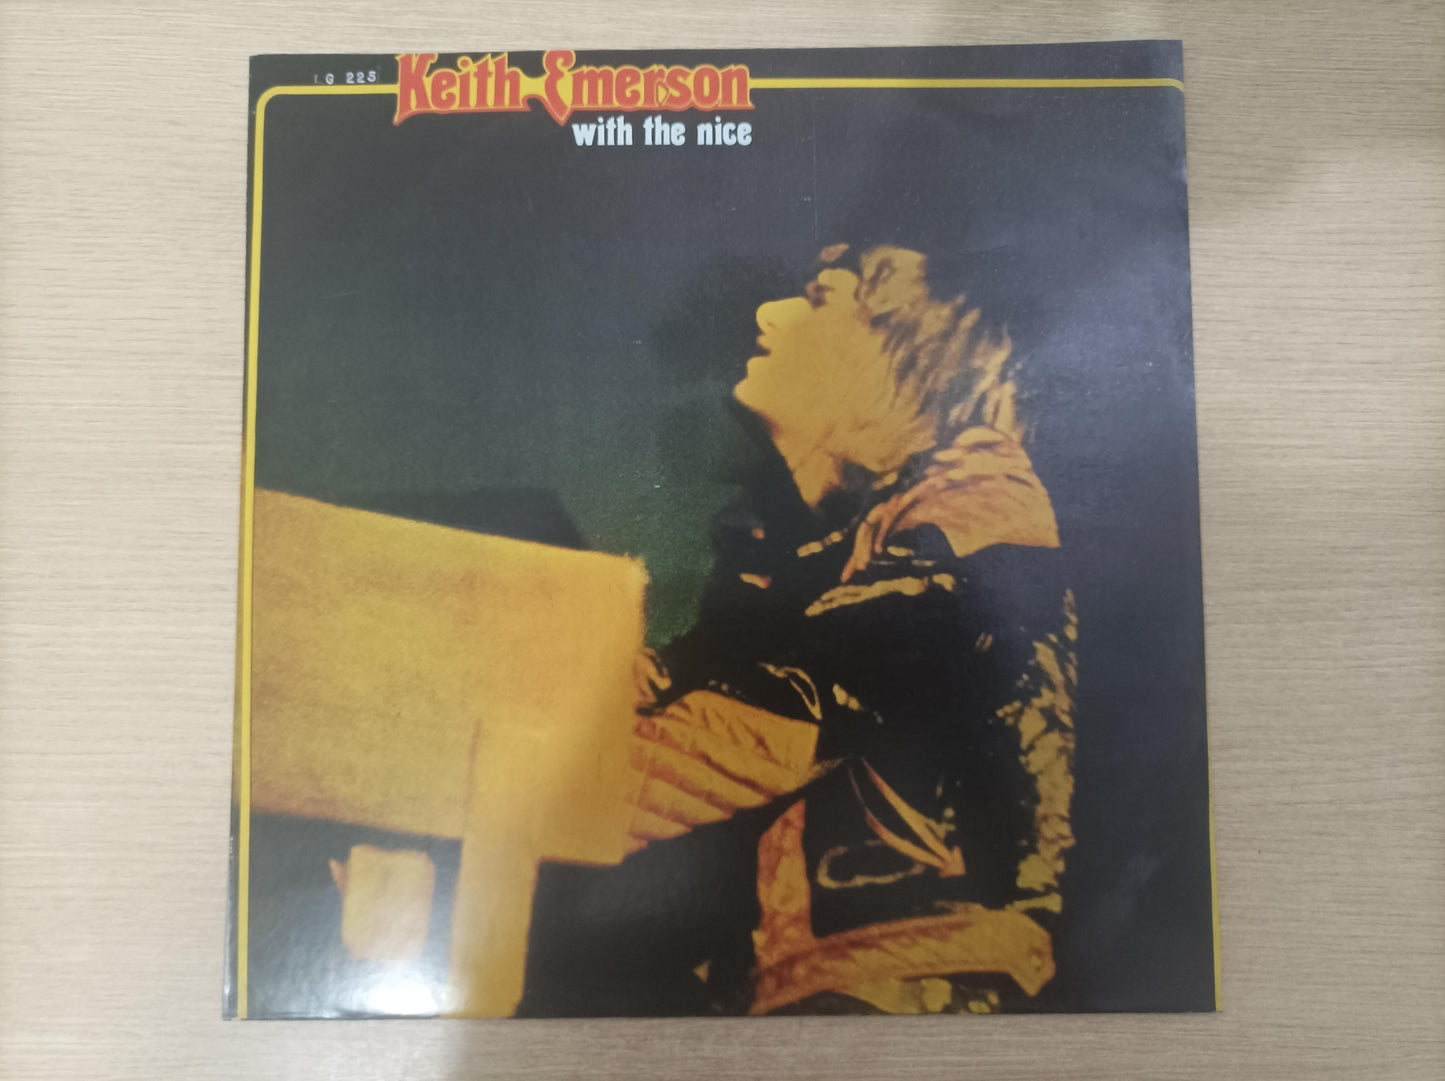 LG 225
Keith Emerson
with the nice